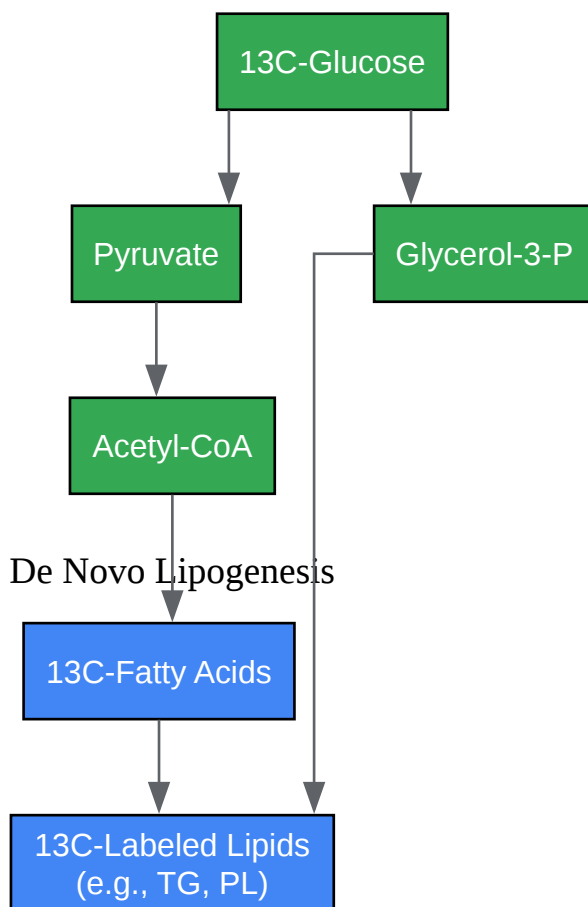 13C-Glucose
Pyruvate
Glycerol-3-P
Acetyl-CoA
De Novo Lipogenesis
13C-Fatty Acids
13C-Labeled Lipids
(e.g., TG, PL)